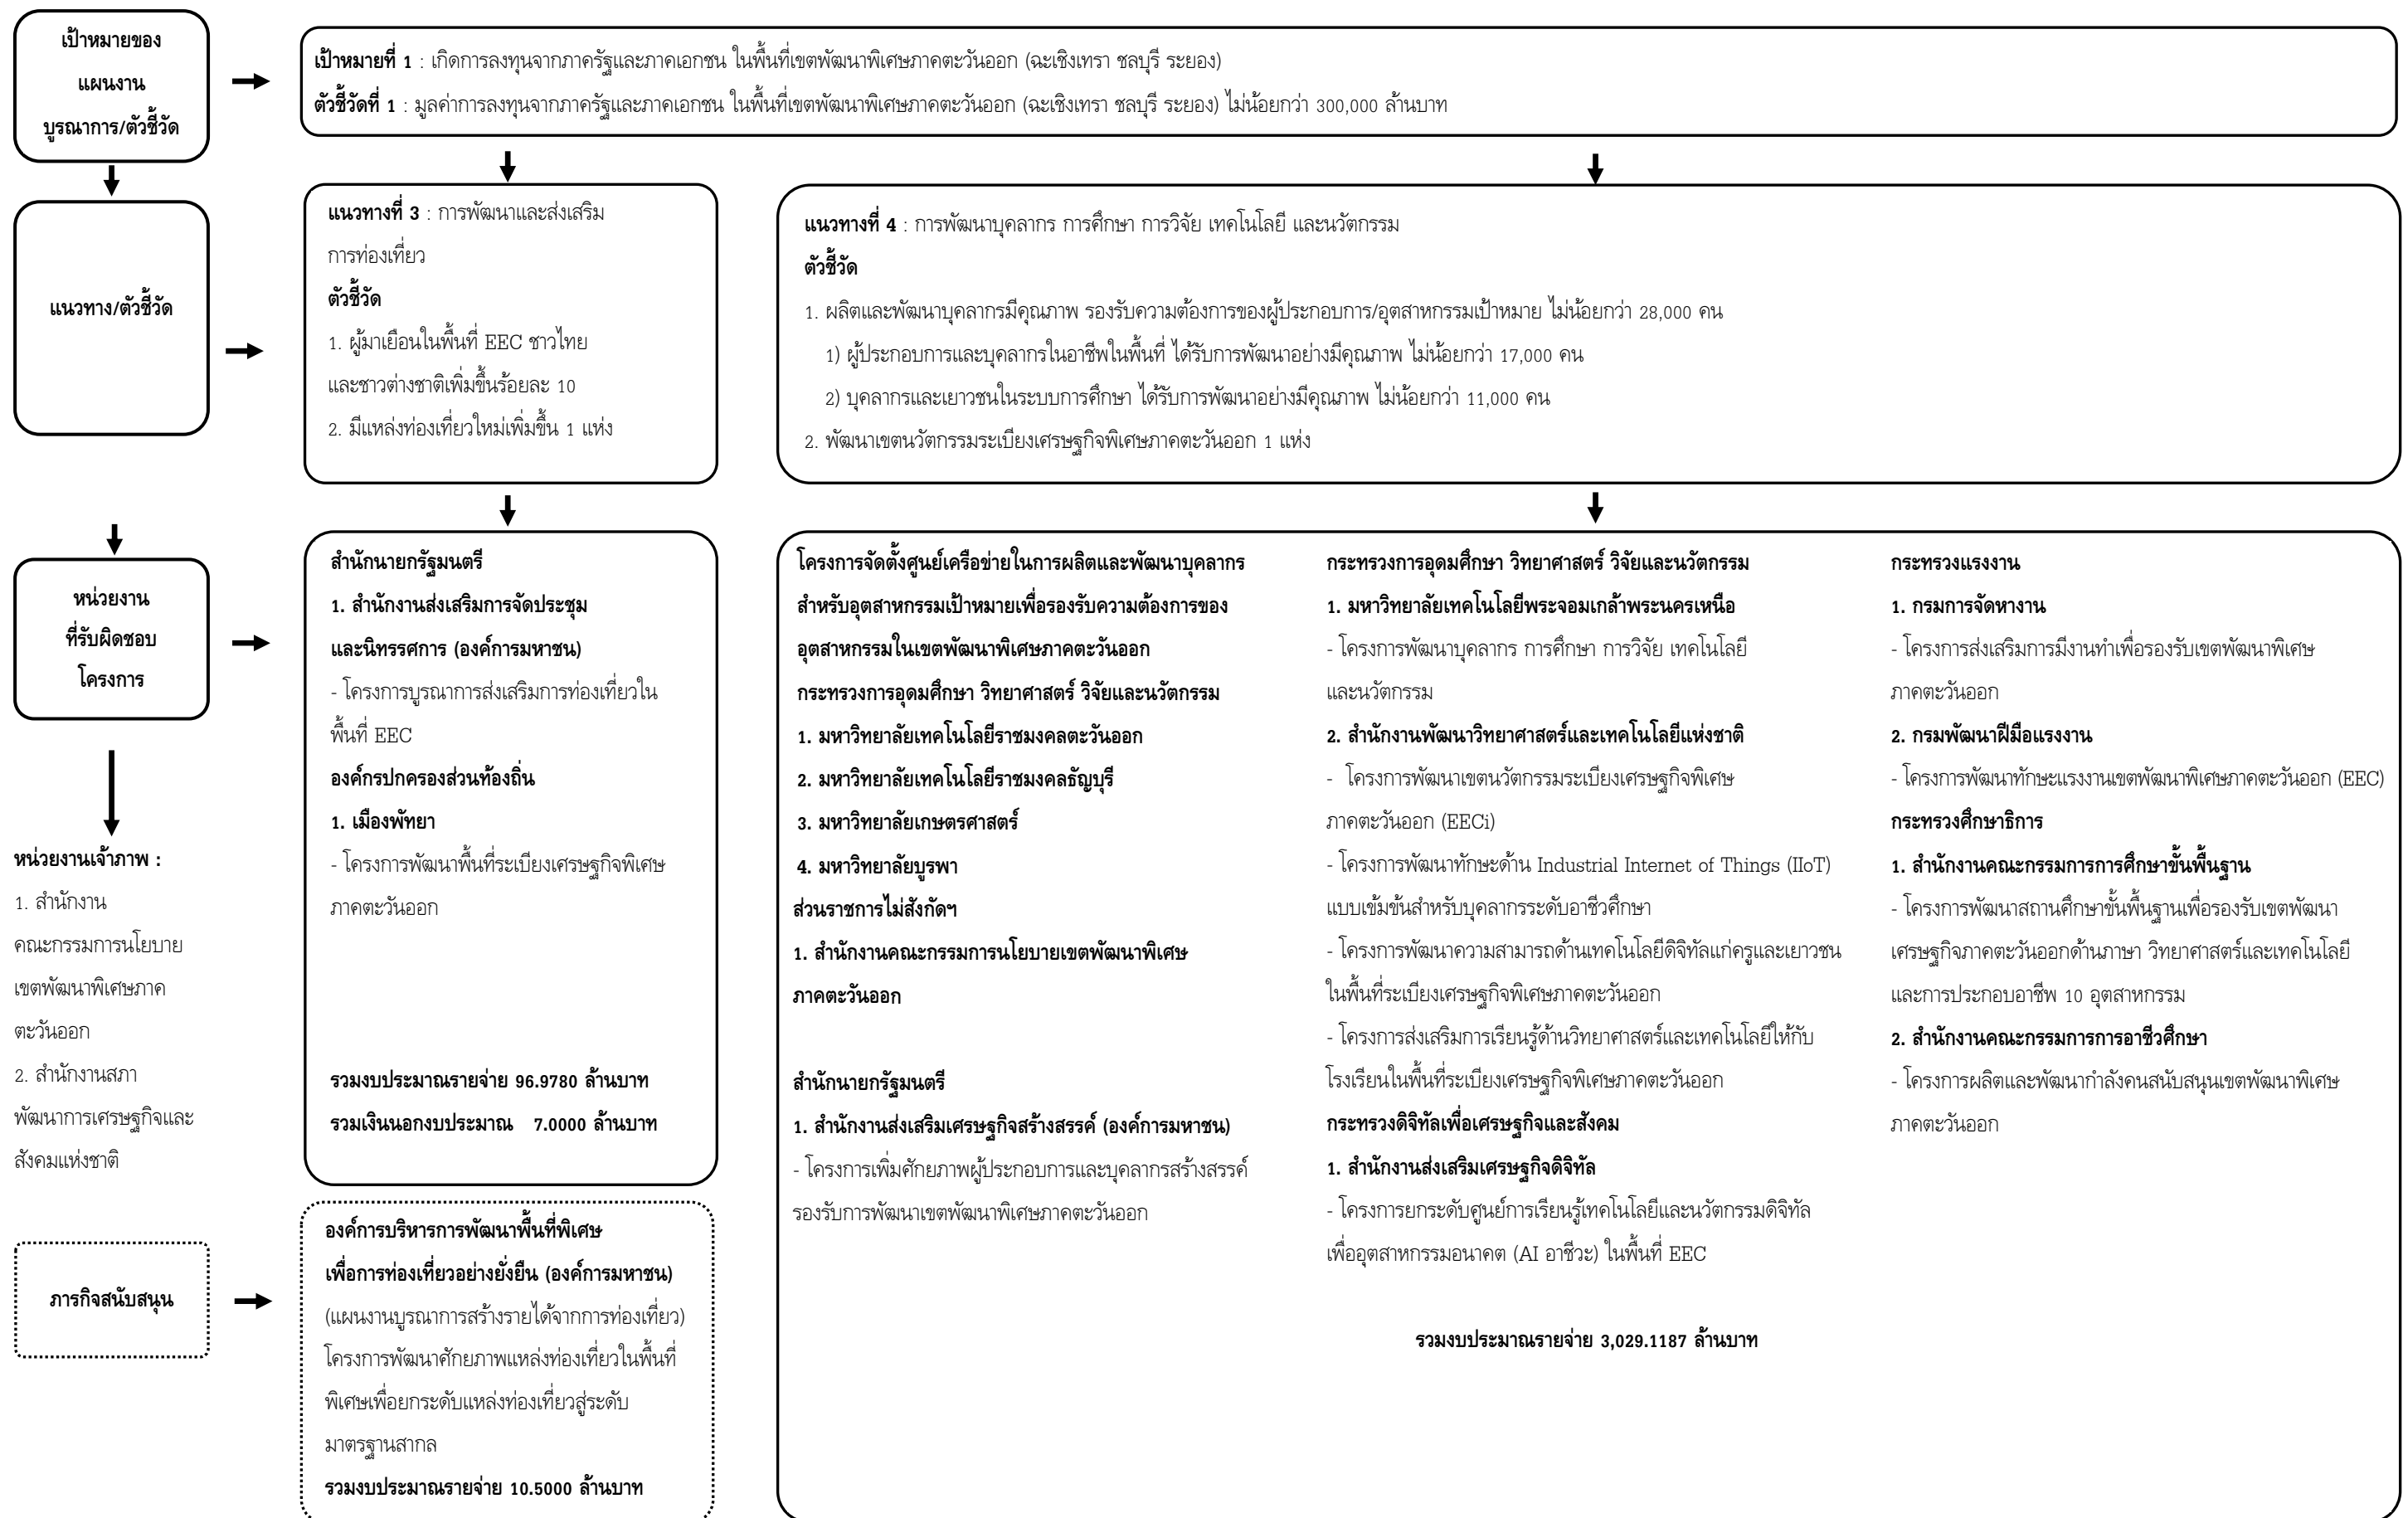 เป้าหมายของ
แผนงาน
บูรณาการ/ตัวชี้วัด
เป้าหมายที่ 1 : เกิดการลงทุนจากภาครัฐและภาคเอกชน ในพื้นที่เขตพัฒนาพิเศษภาคตะวันออก (ฉะเชิงเทรา ชลบุรี ระยอง)
ตัวชี้วัดที่ 1 : มูลค่าการลงทุนจากภาครัฐและภาคเอกชน ในพื้นที่เขตพัฒนาพิเศษภาคตะวันออก (ฉะเชิงเทรา ชลบุรี ระยอง) ไม่น้อยกว่า 300,000 ล้านบาท
แนวทาง/ตัวชี้วัด
แนวทางที่ 3 : การพัฒนาและส่งเสริม
การท่องเที่ยว
ตัวชี้วัด
1. ผู้มาเยือนในพื้นที่ EEC ชาวไทย
และชาวต่างชาติเพิ่มขึ้นร้อยละ 10
2. มีแหล่งท่องเที่ยวใหม่เพิ่มขึ้น 1 แห่ง
แนวทางที่ 4 : การพัฒนาบุคลากร การศึกษา การวิจัย เทคโนโลยี และนวัตกรรม
ตัวชี้วัด
1. ผลิตและพัฒนาบุคลากรมีคุณภาพ รองรับความต้องการของผู้ประกอบการ/อุตสาหกรรมเป้าหมาย ไม่น้อยกว่า 28,000 คน
1) ผู้ประกอบการและบุคลากรในอาชีพในพื้นที่ ได้รับการพัฒนาอย่างมีคุณภาพ ไม่น้อยกว่า 17,000 คน
2) บุคลากรและเยาวชนในระบบการศึกษา ได้รับการพัฒนาอย่างมีคุณภาพ ไม่น้อยกว่า 11,000 คน
2. พัฒนาเขตนวัตกรรมระเบียงเศรษฐกิจพิเศษภาคตะวันออก 1 แห่ง
หน่วยงาน
ที่รับผิดชอบ
โครงการ
หน่วยงานเจ้าภาพ :
1. สำนักงาน
คณะกรรมการนโยบาย
เขตพัฒนาพิเศษภาค
ตะวันออก
2. สำนักงานสภา
พัฒนาการเศรษฐกิจและ
สังคมแห่งชาติ
สำนักนายกรัฐมนตรี
1. สำนักงานส่งเสริมการจัดประชุม
และนิทรรศการ (องค์การมหาชน)
- โครงการบูรณาการส่งเสริมการท่องเที่ยวใน
พื้นที่ EEC
องค์กรปกครองส่วนท้องถิ่น
1. เมืองพัทยา
- โครงการพัฒนาพื้นที่ระเบียงเศรษฐกิจพิเศษ
ภาคตะวันออก
รวมงบประมาณรายจ่าย 96.9780 ล้านบาท
รวมเงินนอกงบประมาณ 7.0000 ล้านบาท
โครงการจัดตั้งศูนย์เครือข่ายในการผลิตและพัฒนาบุคลากร
สำหรับอุตสาหกรรมเป้าหมายเพื่อรองรับความต้องการของ
อุตสาหกรรมในเขตพัฒนาพิเศษภาคตะวันออก
กระทรวงการอุดมศึกษา วิทยาศาสตร์ วิจัยและนวัตกรรม
1. มหาวิทยาลัยเทคโนโลยีราชมงคลตะวันออก
2. มหาวิทยาลัยเทคโนโลยีราชมงคลธัญบุรี
3. มหาวิทยาลัยเกษตรศาสตร์
4. มหาวิทยาลัยบูรพา
ส่วนราชการไม่สังกัดฯ
1. สำนักงานคณะกรรมการนโยบายเขตพัฒนาพิเศษ
ภาคตะวันออก
สำนักนายกรัฐมนตรี
1. สำนักงานส่งเสริมเศรษฐกิจสร้างสรรค์ (องค์การมหาชน)
- โครงการเพิ่มศักยภาพผู้ประกอบการและบุคลากรสร้างสรรค์
รองรับการพัฒนาเขตพัฒนาพิเศษภาคตะวันออก
กระทรวงการอุดมศึกษา วิทยาศาสตร์ วิจัยและนวัตกรรม
1. มหาวิทยาลัยเทคโนโลยีพระจอมเกล้าพระนครเหนือ
- โครงการพัฒนาบุคลากร การศึกษา การวิจัย เทคโนโลยี
และนวัตกรรม
2. สำนักงานพัฒนาวิทยาศาสตร์และเทคโนโลยีแห่งชาติ
- โครงการพัฒนาเขตนวัตกรรมระเบียงเศรษฐกิจพิเศษ
ภาคตะวันออก (EECi)
- โครงการพัฒนาทักษะด้าน Industrial Internet of Things (IIoT)
แบบเข้มข้นสำหรับบุคลากรระดับอาชีวศึกษา
- โครงการพัฒนาความสามารถด้านเทคโนโลยีดิจิทัลแก่ครูและเยาวชน
ในพื้นที่ระเบียงเศรษฐกิจพิเศษภาคตะวันออก
- โครงการส่งเสริมการเรียนรู้ด้านวิทยาศาสตร์และเทคโนโลยีให้กับ
โรงเรียนในพื้นที่ระเบียงเศรษฐกิจพิเศษภาคตะวันออก
กระทรวงดิจิทัลเพื่อเศรษฐกิจและสังคม
1. สำนักงานส่งเสริมเศรษฐกิจดิจิทัล
- โครงการยกระดับศูนย์การเรียนรู้เทคโนโลยีและนวัตกรรมดิจิทัล
เพื่ออุตสาหกรรมอนาคต (AI อาชีวะ) ในพื้นที่ EEC
รวมงบประมาณรายจ่าย 3,029.1187 ล้านบาท
กระทรวงแรงงาน
1. กรมการจัดหางาน
- โครงการส่งเสริมการมีงานทำเพื่อรองรับเขตพัฒนาพิเศษ
ภาคตะวันออก
2. กรมพัฒนาฝีมือแรงงาน
- โครงการพัฒนาทักษะแรงงานเขตพัฒนาพิเศษภาคตะวันออก (EEC)
กระทรวงศึกษาธิการ
1. สำนักงานคณะกรรมการการศึกษาขั้นพื้นฐาน
- โครงการพัฒนาสถานศึกษาขั้นพื้นฐานเพื่อรองรับเขตพัฒนา
เศรษฐกิจภาคตะวันออกด้านภาษา วิทยาศาสตร์และเทคโนโลยี
และการประกอบอาชีพ 10 อุตสาหกรรม
2. สำนักงานคณะกรรมการการอาชีวศึกษา
- โครงการผลิตและพัฒนากำลังคนสนับสนุนเขตพัฒนาพิเศษ
ภาคตะวันออก
ภารกิจสนับสนุน
องค์การบริหารการพัฒนาพื้นที่พิเศษ
เพื่อการท่องเที่ยวอย่างยั่งยืน (องค์การมหาชน)
(แผนงานบูรณาการสร้างรายได้จากการท่องเที่ยว)
โครงการพัฒนาศักยภาพแหล่งท่องเที่ยวในพื้นที่
พิเศษเพื่อยกระดับแหล่งท่องเที่ยวสู่ระดับ
มาตรฐานสากล
รวมงบประมาณรายจ่าย 10.5000 ล้านบาท